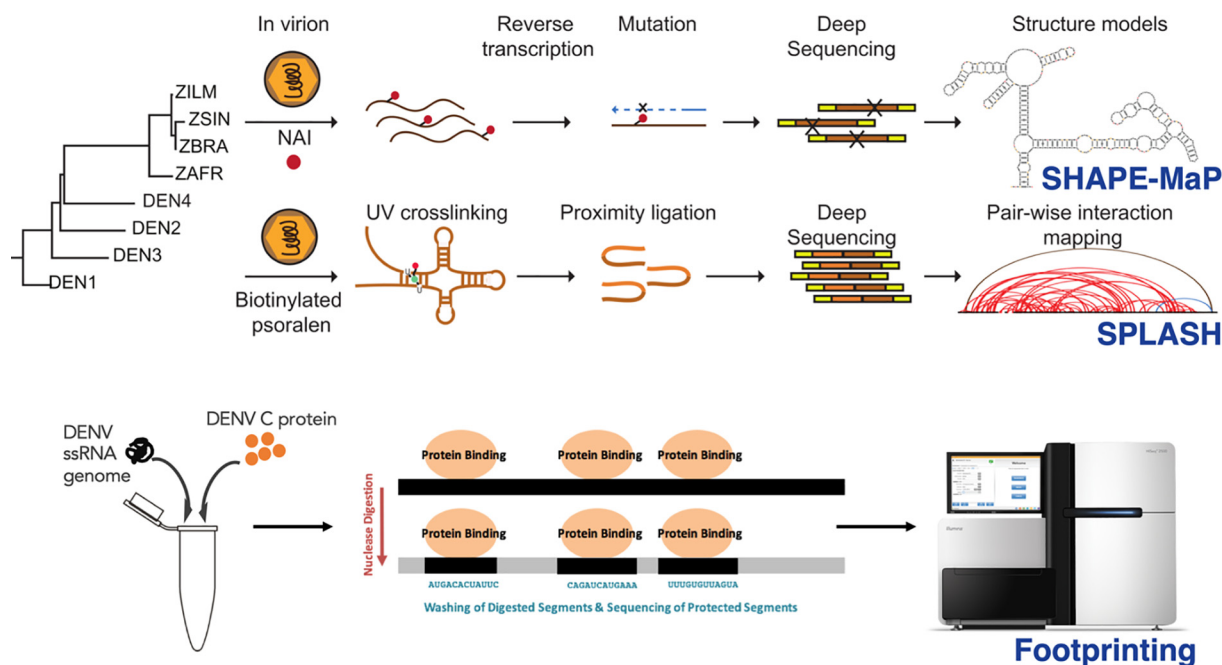 In virion
Reverse
transcription
Mutation
Deep
Sequencing
Structure models
ZILM
ZSIN
ZBRA
ZAFR
DEN4
DEN2
DEN3
DEN1
NAI
SHAPE-MaP
UV crosslinking
Proximity ligation
Deep
Sequencing
Pair-wise interaction
mapping
Biotinylated
psoralen
SPLASH
DENV
ssRNA
genome
DENV C protein
Protein Binding
Protein Binding
Protein Binding
Nuclease Digestion
Protein Binding
Protein Binding
Protein Binding
AUGACACUAUUC
CAGAUCAUGAAA
UUUGUGUUAGUA
Washing of Digested Segments & Sequencing of Protected Segments
Welcome
illumina
Footprinting